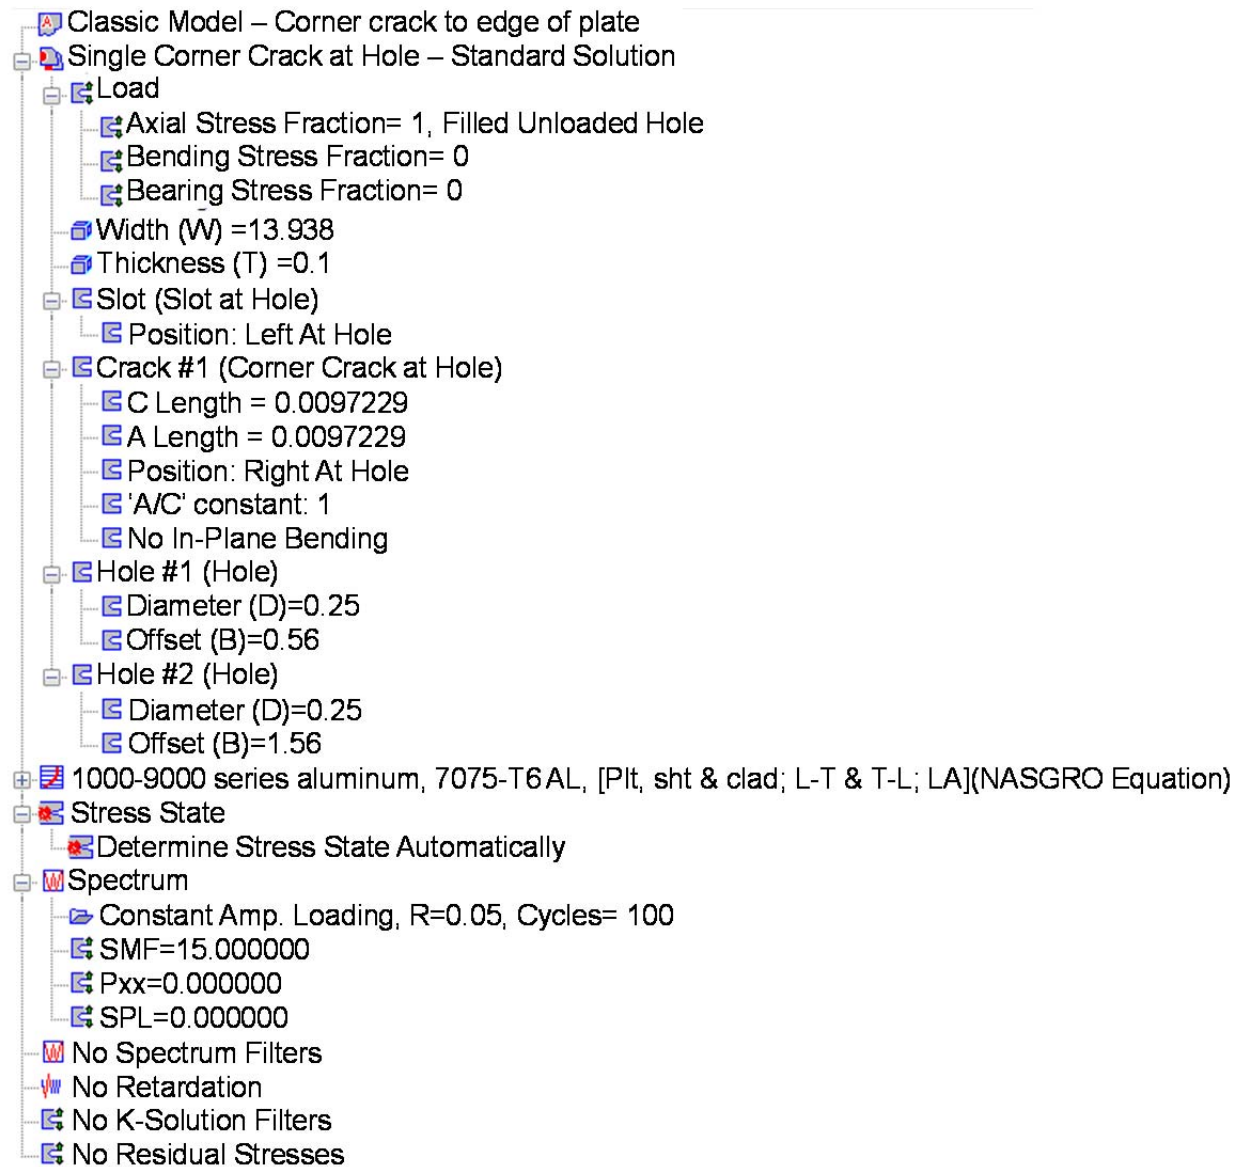 Classic Model – Corner crack to edge of plate
Single Corner Crack at Hole – Standard Solution
Load
Axial Stress Fraction= 1, Filled Unloaded Hole
Bending Stress Fraction= 0
Bearing Stress Fraction= 0
Width (W) =13.938
Thickness (T) =0.1
Slot (Slot at Hole)
Position: Left At Hole
Crack #1 (Corner Crack at Hole)
C Length = 0.0097229
A Length = 0.0097229
Position: Right At Hole
'A/C' constant: 1
No In-Plane Bending
Hole #1 (Hole)
Diameter (D)=0.25
Offset (B)=0.56
Hole #2 (Hole)
Diameter (D)=0.25
Offset (B)=1.56
1000-9000 series aluminum, 7075-T6 AL, [Plt, sht & clad; L-T & T-L; LA](NASGRO Equation)
Stress State
Determine Stress State Automatically
Spectrum
Constant Amp. Loading, R=0.05, Cycles= 100
SMF=15.000000
Pxx=0.000000
SPL=0.000000
No Spectrum Filters
No Retardation
No K-Solution Filters
No Residual Stresses